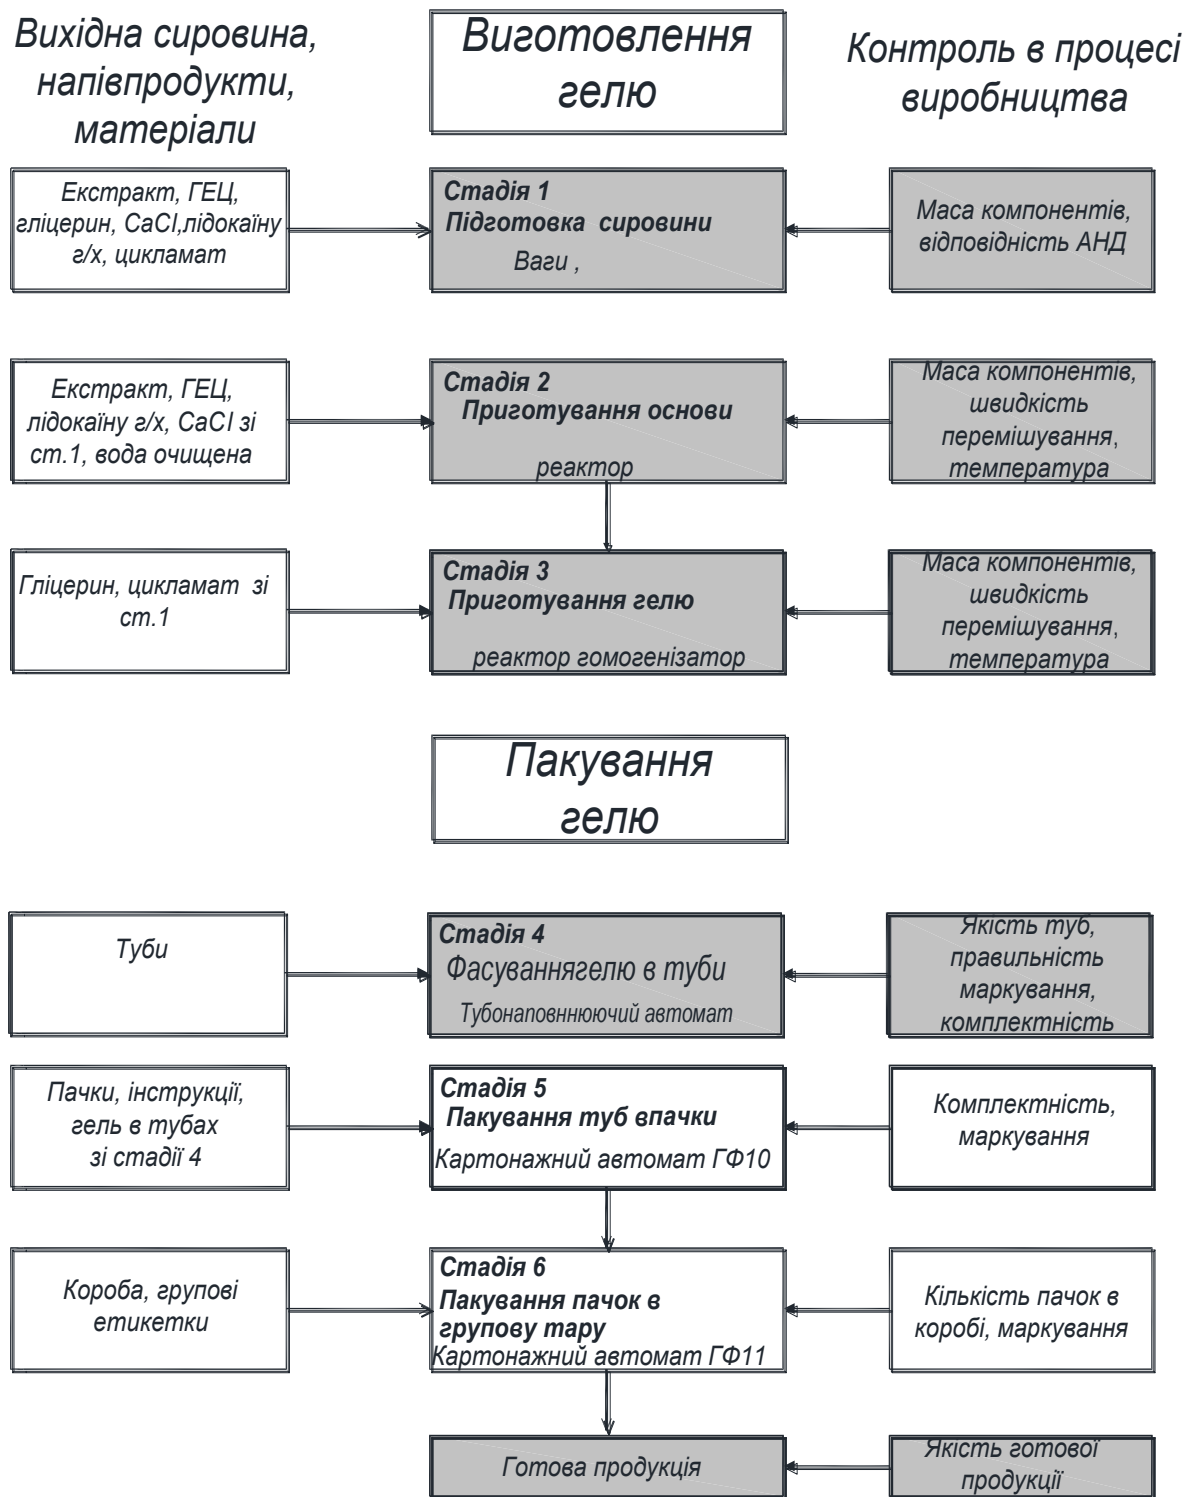 Вихідна сировина,
напівпродукти,
матеріали
Виготовлення
гелю
Контроль в процесі
виробництва
Екстракт, ГЕЦ,
гліцерин, CaCl,лідокаїну
г/х, цикламат
Стадія 1
Підготовка сировини
Ваги ,
Маса компонентів,
відповідність АНД
Екстракт, ГЕЦ,
лідокаїну г/х, CaCl зі
ст.1, вода очищена
Стадія 2
Приготування основи
реактор
Маса компонентів,
швидкість
перемішування,
температура
Гліцерин, цикламат зі
ст.1
Стадія 3
Приготування гелю
реактор гомогенізатор
Маса компонентів,
швидкість
перемішування,
температура
Пакування
гелю
Туби
Стадія 4
Фасуваннягелю в туби
Тубонаповннюючий автомат
Якість туб,
правильність
маркування,
комплектність
Пачки, інструкції,
гель в тубах
зі стадії 4
Стадія 5
Пакування туб впачки
Картонажний автомат ГФ10
Комплектність,
маркування
Короба, групові
етикетки
Стадія 6
Пакування пачок в
групову тару
Картонажний автомат ГФ11
Кількість пачок в
коробі, маркування
Готова продукція
Якість готової
продукції